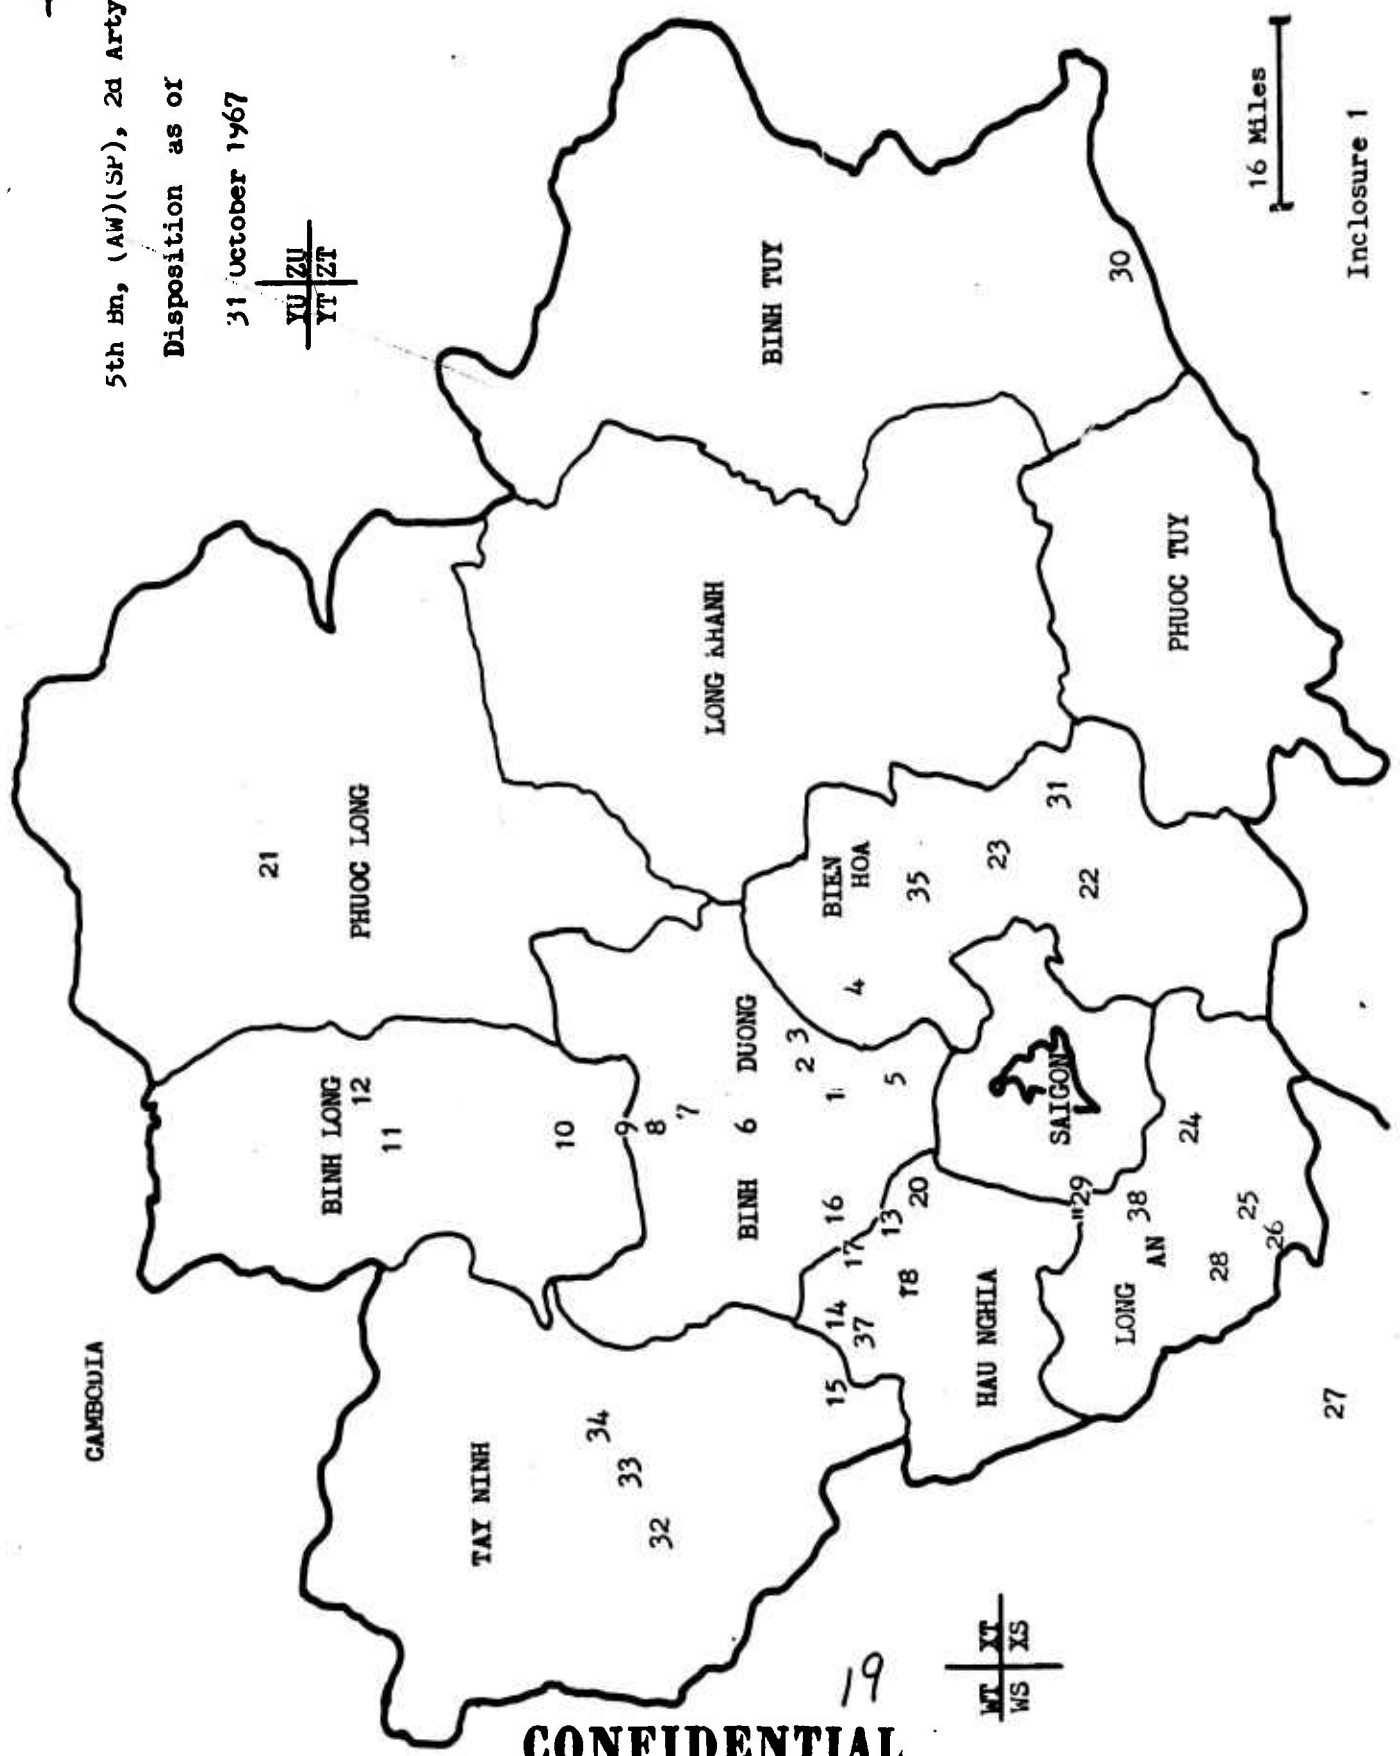 5th Bn, (AW)(SP), 2d Arty
Disposition as of
31 October 1967
YU ZU
YT ZT
CAMBODIA
21
PHUOC LONG
BINH LONG
12
11
10
9
8
7
TAY NINH
34
33
32
BINH 6 DUONG
LONG KHANH
BINH TUY
2 3
1
4
5
BIEN
HOA
35
23
31
22
16
17
13
20
14
37
15
18
HAU NGHIA
SAIGON
29
38
24
LONG
AN
25
26
28
27
PHUOC TUY
30
16 Miles
Inclosure 1
WT XT
WS XS
19
CONFIDENTIAL